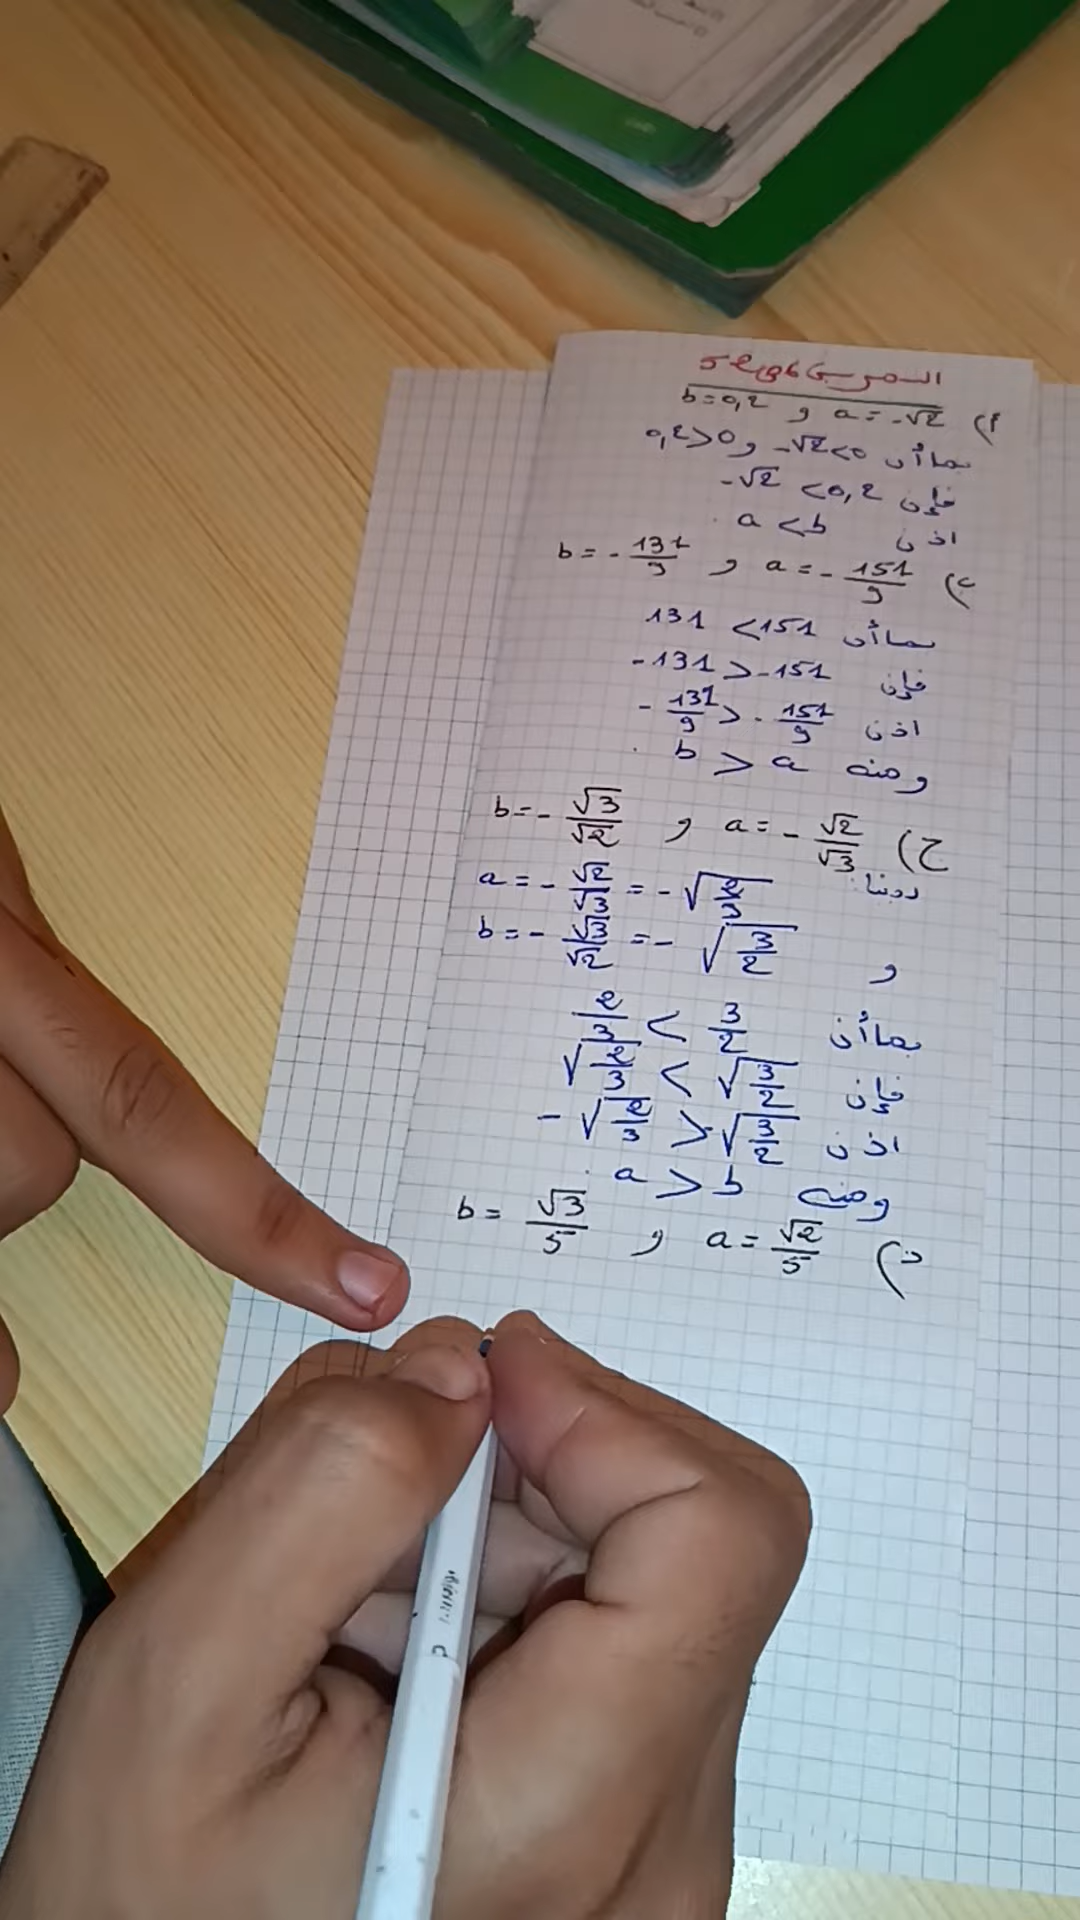 أ) a = -√2 و b = 0,2
بما أن -√2 < 0 و 0,2 > 0
فإن -√2 < 0,2
اذن a < b
ب) a = - 151/9 و b = - 131/9
بما أن 131 < 151
فإن -131 > -151
اذن - 131/9 > - 151/9
ومنه b > a
ج) a = - √2/√3 و b = - √3/√2
لدينا:
a = - √2/√3 = - √(2/3)
و b = - √3/√2 = - √(3/2)
بما أن 2/3 < 3/2
فإن √(2/3) < √(3/2)
اذن - √(2/3) > -√(3/2)
ومنه a > b
د) a = √2/5 و b = √3/5